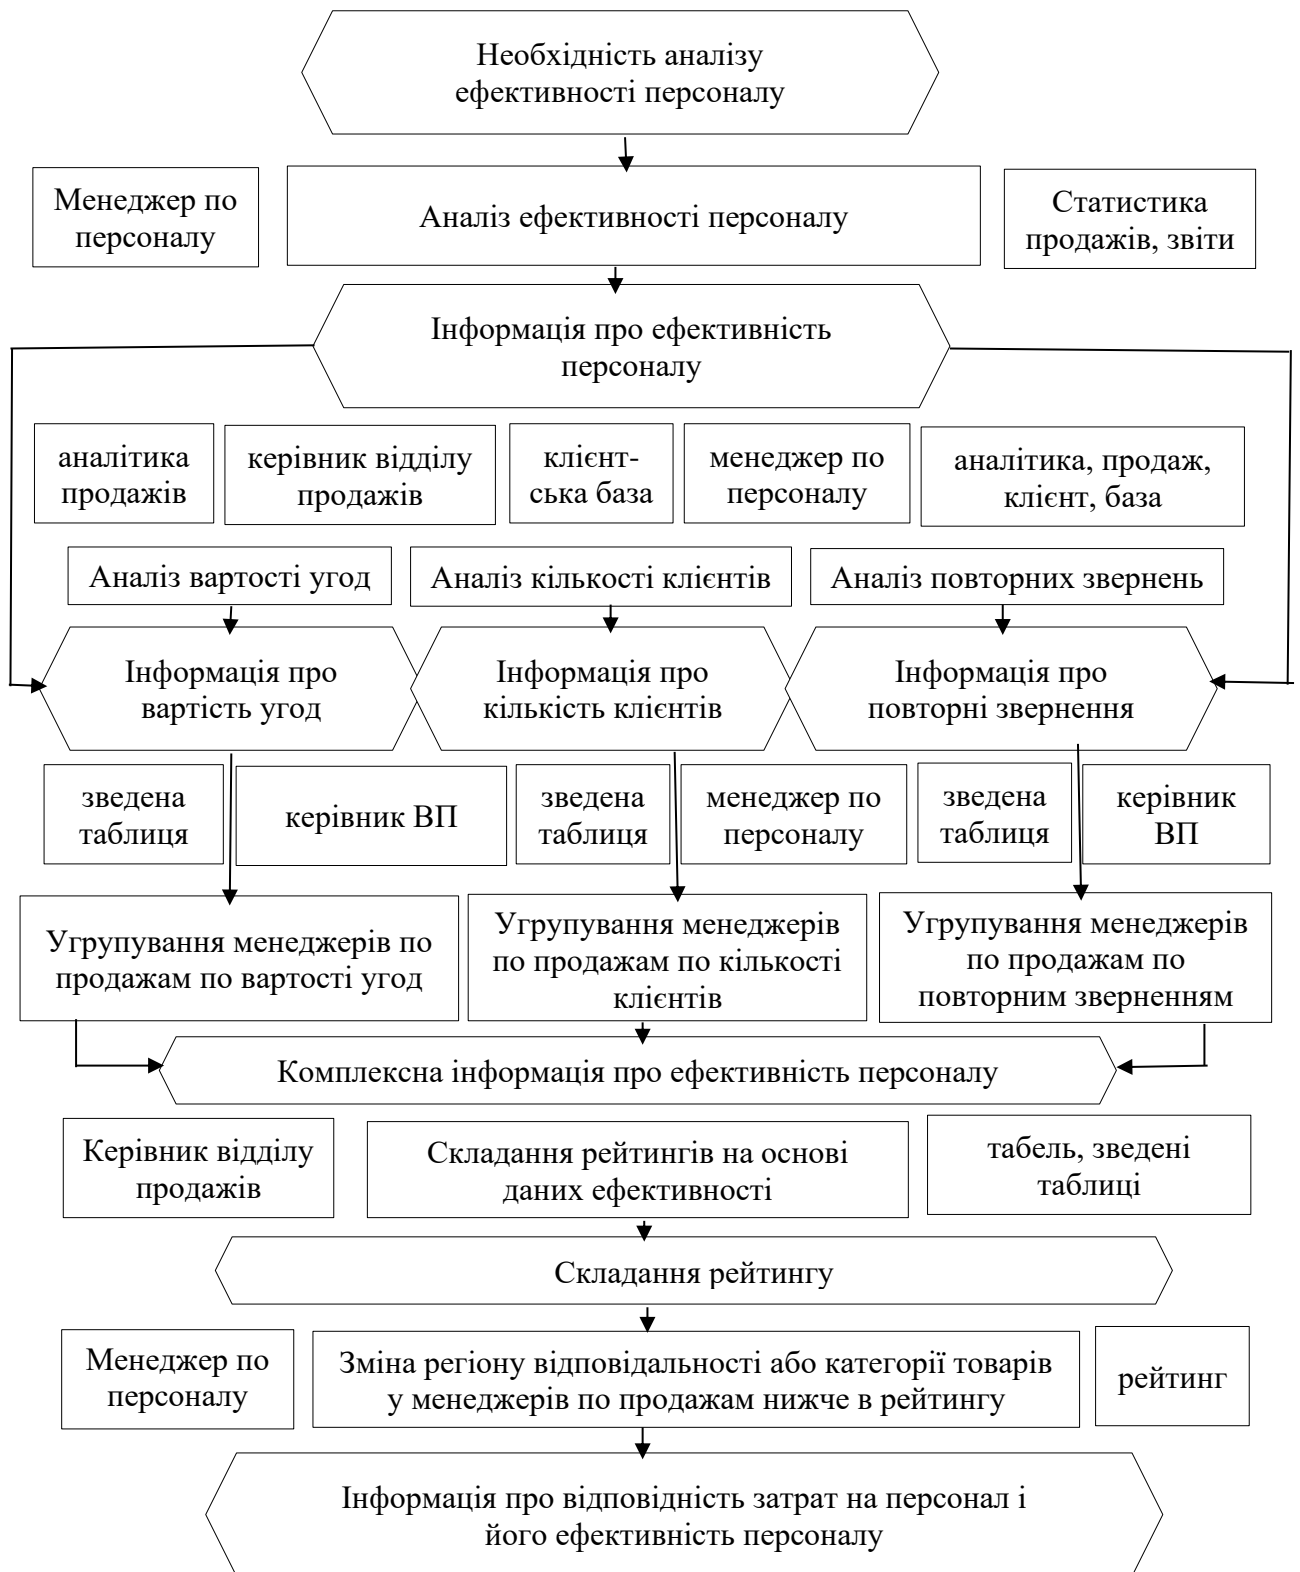 Необхідність аналізу
ефективності персоналу
Менеджер по
персоналу
Аналіз ефективності персоналу
Статистика
продажів, звіти
Інформація про ефективність
персоналу
аналітика
продажів
керівник відділу
продажів
клієнт-
ська база
менеджер по
персоналу
аналітика, продаж,
клієнт, база
Аналіз вартості угод
Аналіз кількості клієнтів
Аналіз повторних звернень
Інформація про
вартість угод
Інформація про
кількість клієнтів
Інформація про
повторні звернення
зведена
таблиця
керівник ВП
зведена
таблиця
менеджер по
персоналу
зведена
таблиця
керівник
ВП
Угрупування менеджерів по
продажам по вартості угод
Угрупування менеджерів
по продажам по кількості
клієнтів
Угрупування менеджерів
по продажам по
повторним зверненням
Комплексна інформація про ефективність персоналу
Керівник відділу
продажів
Складання рейтингів на основі
даних ефективності
табель, зведені
таблиці
Складання рейтингу
Менеджер по
персоналу
Зміна регіону відповідальності або категорії товарів
у менеджерів по продажам нижче в рейтингу
рейтинг
Інформація про відповідність затрат на персонал і
його ефективність персоналу